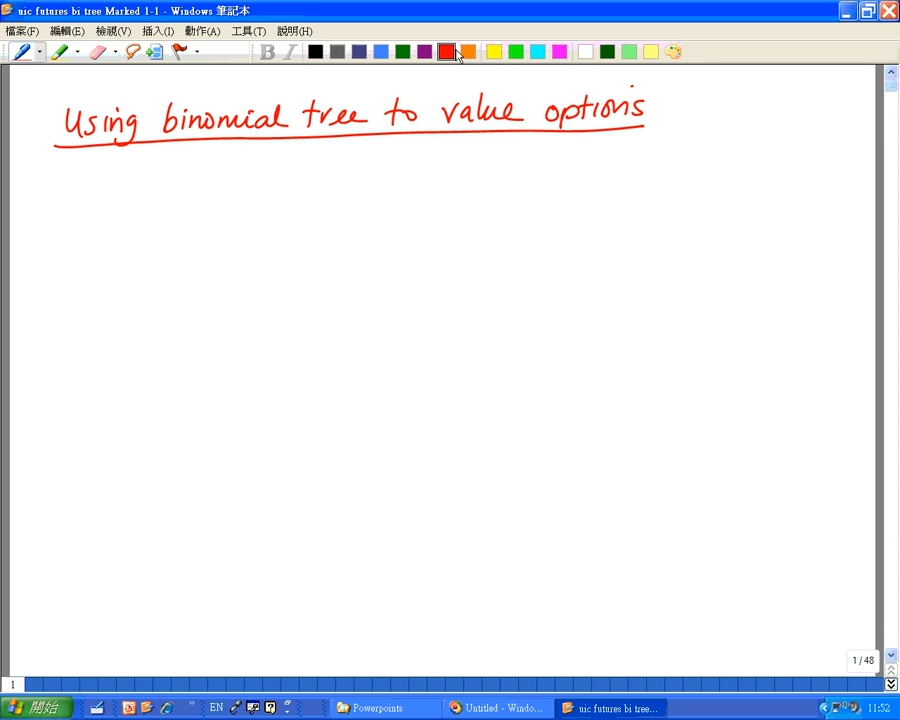 uic futures bi tree Marked 1-1 - Windows 筆記本
檔案(F) 編輯(E) 檢視(V) 插入(I) 動作(A) 工具(T) 說明(H)
B I
Using binomial tree to value options
1 / 48
1
開始 EN Powerpoints Untitled - Windo... uic futures bi tree... 11:52